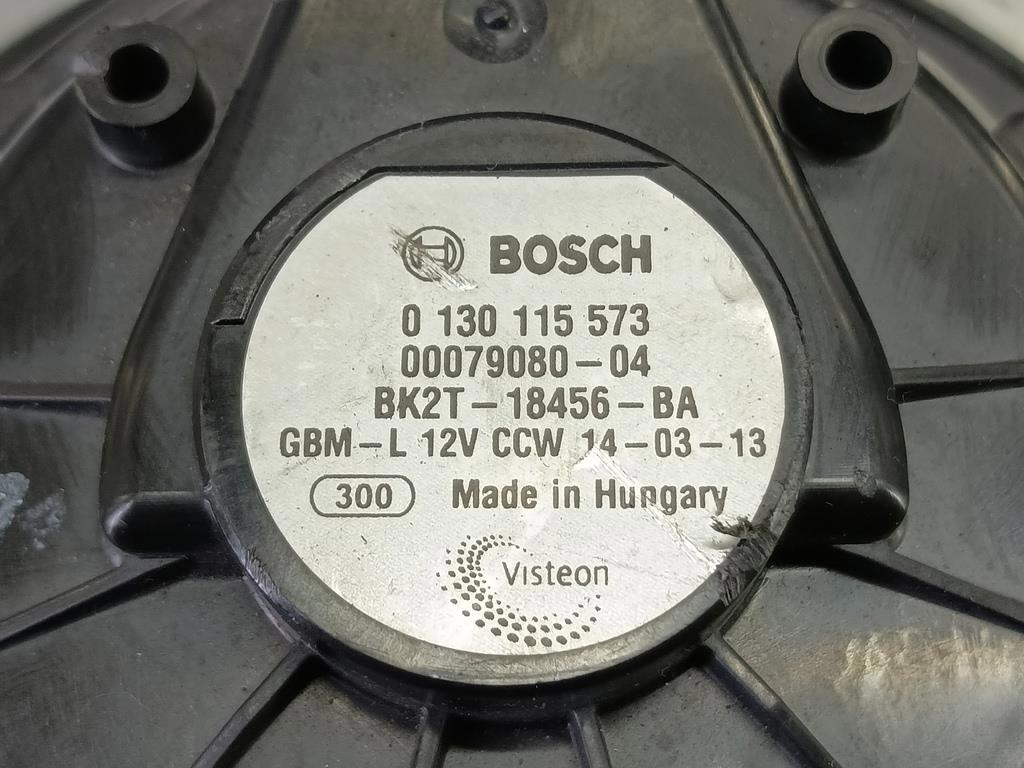 BOSCH
0 130 115 573
00079080-04
BK2T-18456-BA
GBM-L 12V CCW 14-03-13
300 Made in Hungary
Visteon